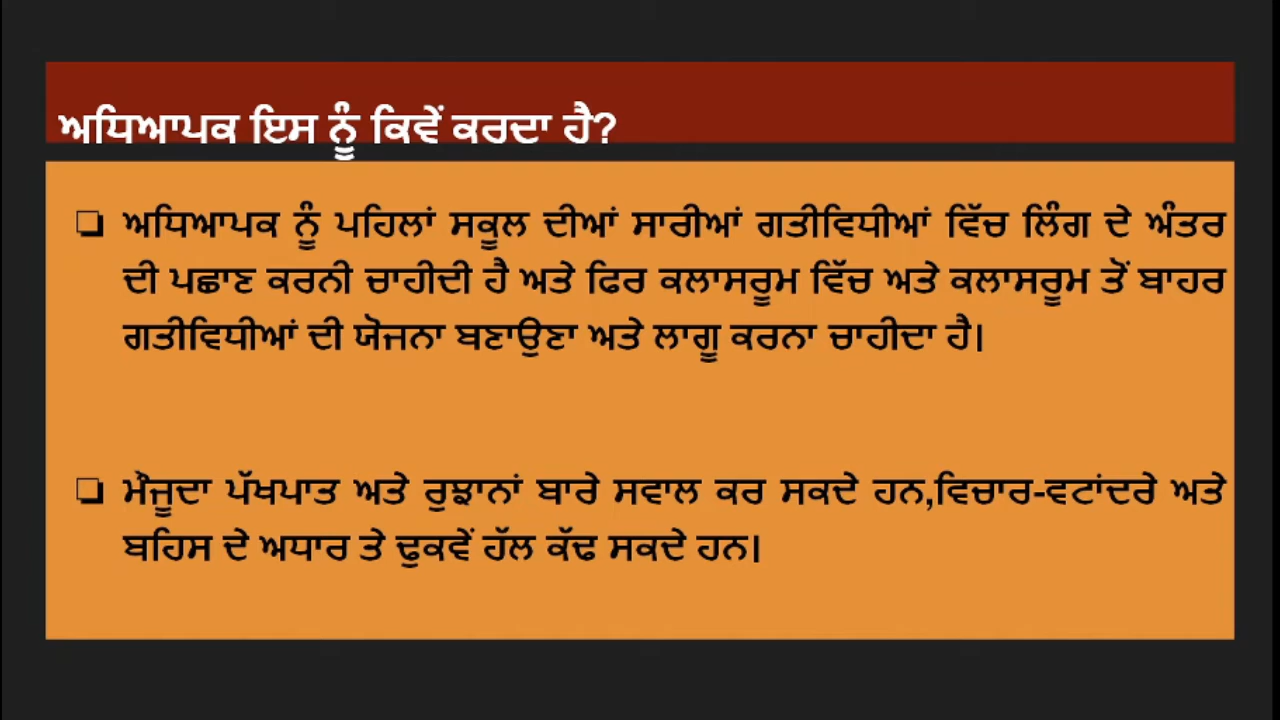 ਅਧਿਆਪਕ ਇਸ ਨੂੰ ਕਿਵੇਂ ਕਰਦਾ ਹੈ?
❏ ਅਧਿਆਪਕ ਨੂੰ ਪਹਿਲਾਂ ਸਕੂਲ ਦੀਆਂ ਸਾਰੀਆਂ ਗਤੀਵਿਧੀਆਂ ਵਿੱਚ ਲਿੰਗ ਦੇ ਅੰਤਰ
ਦੀ ਪਛਾਣ ਕਰਨੀ ਚਾਹੀਦੀ ਹੈ ਅਤੇ ਫਿਰ ਕਲਾਸਰੂਮ ਵਿੱਚ ਅਤੇ ਕਲਾਸਰੂਮ ਤੋਂ ਬਾਹਰ
ਗਤੀਵਿਧੀਆਂ ਦੀ ਯੋਜਨਾ ਬਣਾਉਣਾ ਅਤੇ ਲਾਗੂ ਕਰਨਾ ਚਾਹੀਦਾ ਹੈ।
❏ ਮੌਜੂਦਾ ਪੱਖਪਾਤ ਅਤੇ ਰੁਝਾਨਾਂ ਬਾਰੇ ਸਵਾਲ ਕਰ ਸਕਦੇ ਹਨ,ਵਿਚਾਰ-ਵਟਾਂਦਰੇ ਅਤੇ
ਬਹਿਸ ਦੇ ਅਧਾਰ ਤੇ ਢੁਕਵੇਂ ਹੱਲ ਕੱਢ ਸਕਦੇ ਹਨ।